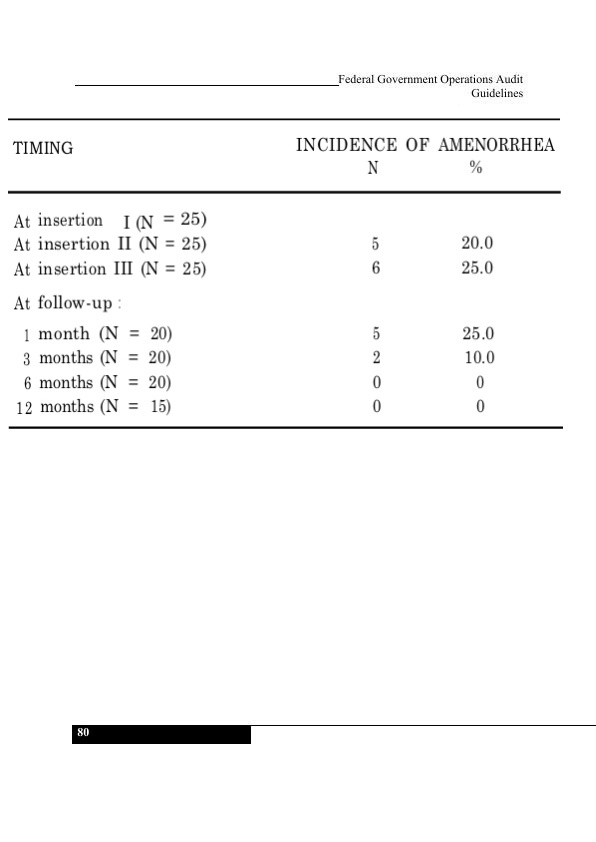 Federal Government Operations Audit
Guidelines
TIMING INCIDENCE OF AMENORRHEA
N %
At insertion I (N = 25)
At insertion II (N = 25) 5 20.0
At insertion III (N = 25) 6 25.0
At follow-up :
1 month (N = 20) 5 25.0
3 months (N = 20) 2 10.0
6 months (N = 20) 0 0
12 months (N = 15) 0 0
80